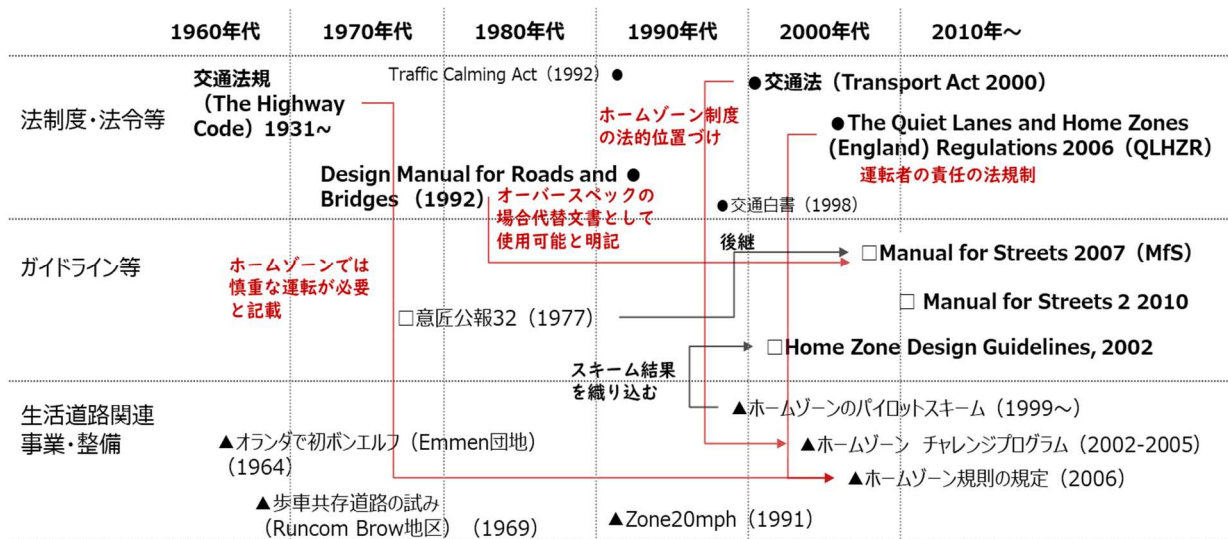 1960年代
1970年代
1980年代
1990年代
2000年代
2010年～
法制度・法令等
交通法規
（The Highway
Code）1931~
Traffic Calming Act（1992）●
●交通法（Transport Act 2000）
ホームゾーン制度
の法的位置づけ
●The Quiet Lanes and Home Zones
(England) Regulations 2006（QLHZR）
運転者の責任の法規制
Design Manual for Roads and ●
Bridges （1992）
オーバースペックの
場合代替文書として
使用可能と明記
●交通白書（1998）
ガイドライン等
ホームゾーンでは
慎重な運転が必要
と記載
後継
□Manual for Streets 2007（MfS）
□ Manual for Streets 2 2010
□意匠公報32（1977）
□Home Zone Design Guidelines, 2002
スキーム結果
を織り込む
生活道路関連
事業・整備
▲ホームゾーンのパイロットスキーム（1999～）
▲オランダで初ボンエルフ（Emmen団地）
（1964）
▲ホームゾーン チャレンジプログラム（2002-2005）
▲ホームゾーン規則の規定（2006）
▲歩車共存道路の試み
（Runcom Brow地区）（1969）
▲Zone20mph（1991）